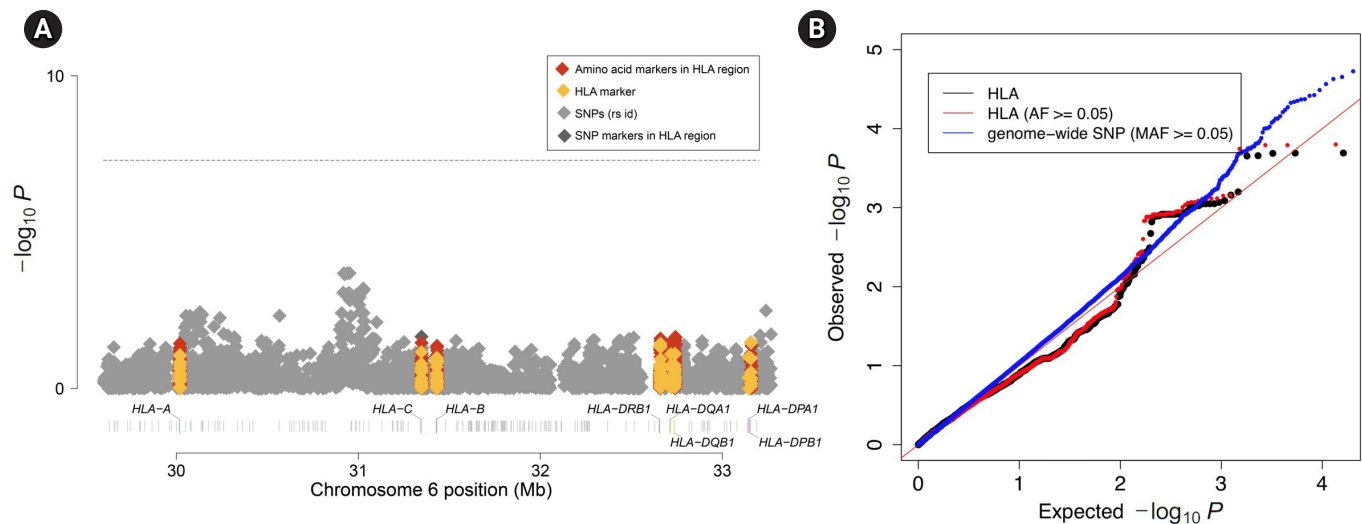 A
10
0
−log10 P
Amino acid markers in HLA region
HLA marker
SNPs (rs id)
SNP markers in HLA region
HLA−A
HLA−C
HLA−B
HLA−DRB1
HLA−DQA1
HLA−DPA1
HLA−DQB1
HLA−DPB1
30
31
32
33
Chromosome 6 position (Mb)
B
5
4
3
2
1
0
Observed −log10 P
HLA
HLA (AF >= 0.05)
genome−wide SNP (MAF >= 0.05)
0
1
2
3
4
Expected −log10 P